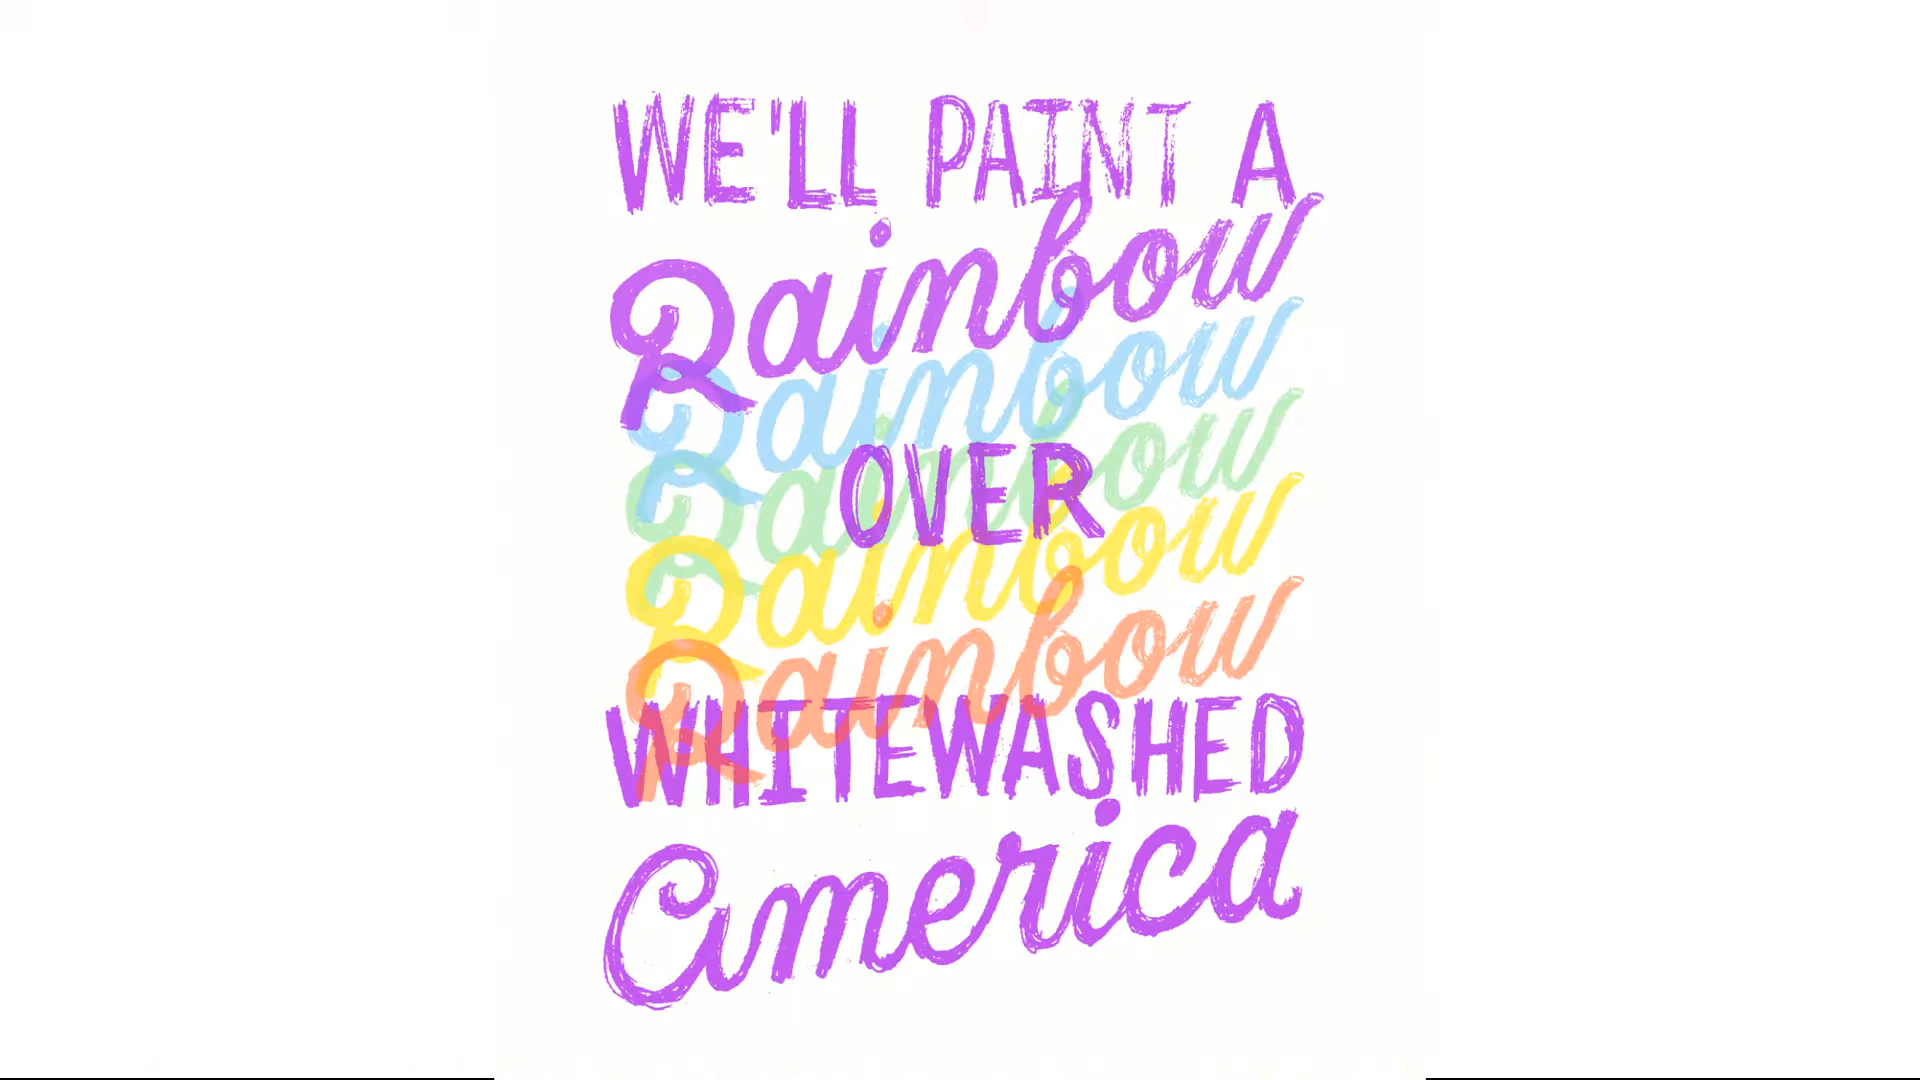 WE'LL PAINT A
Rainbow
Rainbow
Rainbow
OVER
Rainbow
Rainbow
WHITEWASHED
America